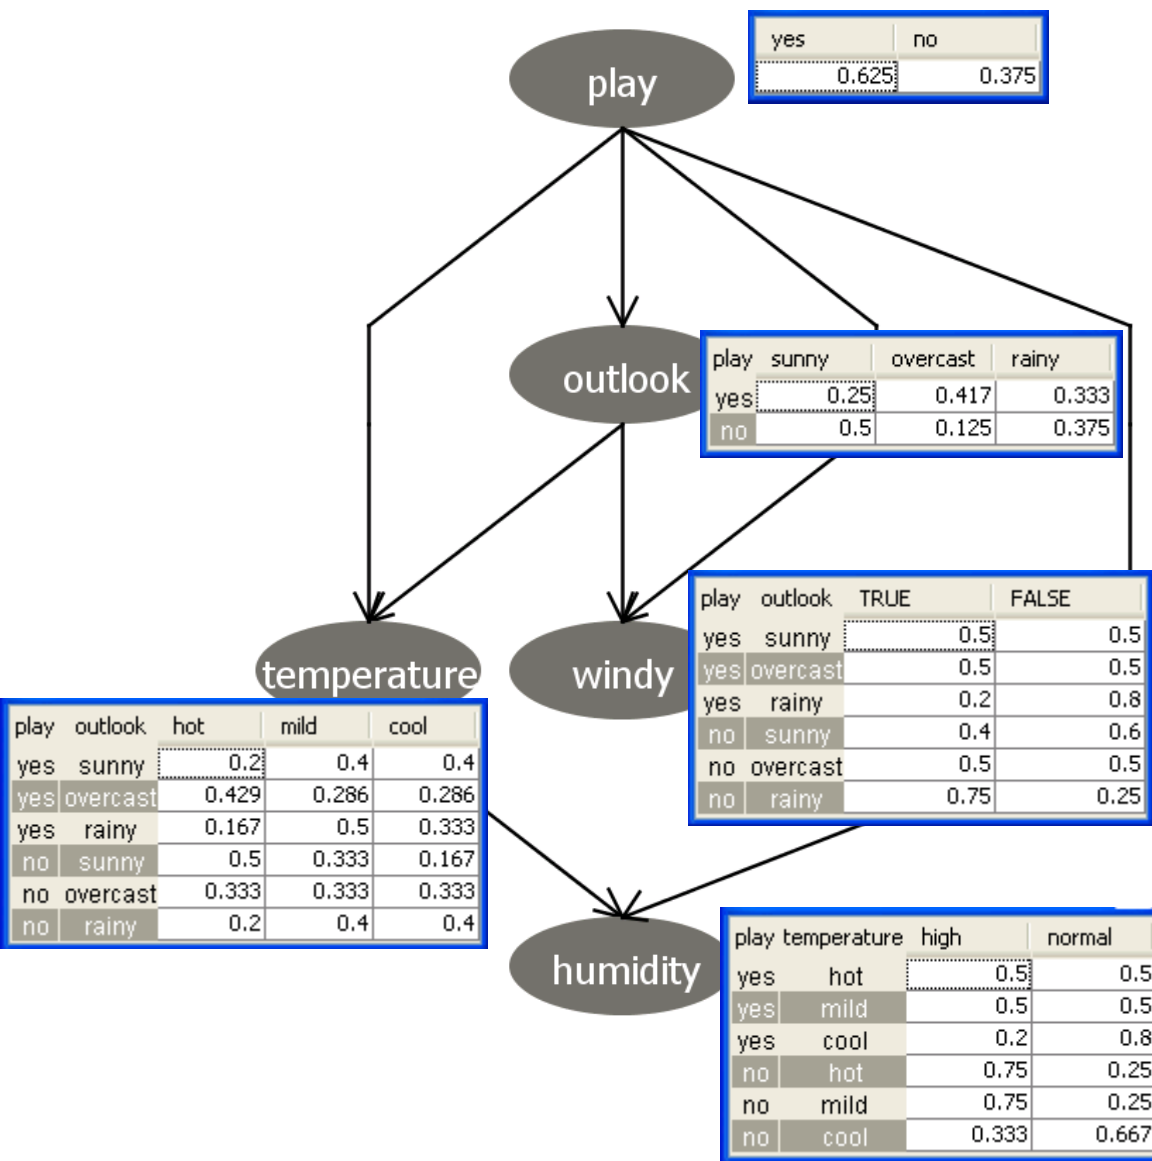 play
yes no
0.625 0.375
outlook
play sunny overcast rainy
yes 0.25 0.417 0.333
no 0.5 0.125 0.375
temperature
windy
play outlook TRUE FALSE
yes sunny 0.5 0.5
yes overcast 0.5 0.5
yes rainy 0.2 0.8
no sunny 0.4 0.6
no overcast 0.5 0.5
no rainy 0.75 0.25
play outlook hot mild cool
yes sunny 0.2 0.4 0.4
yes overcast 0.429 0.286 0.286
yes rainy 0.167 0.5 0.333
no sunny 0.5 0.333 0.167
no overcast 0.333 0.333 0.333
no rainy 0.2 0.4 0.4
humidity
play temperature high normal
yes hot 0.5 0.5
yes mild 0.5 0.5
yes cool 0.2 0.8
no hot 0.75 0.25
no mild 0.75 0.25
no cool 0.333 0.667